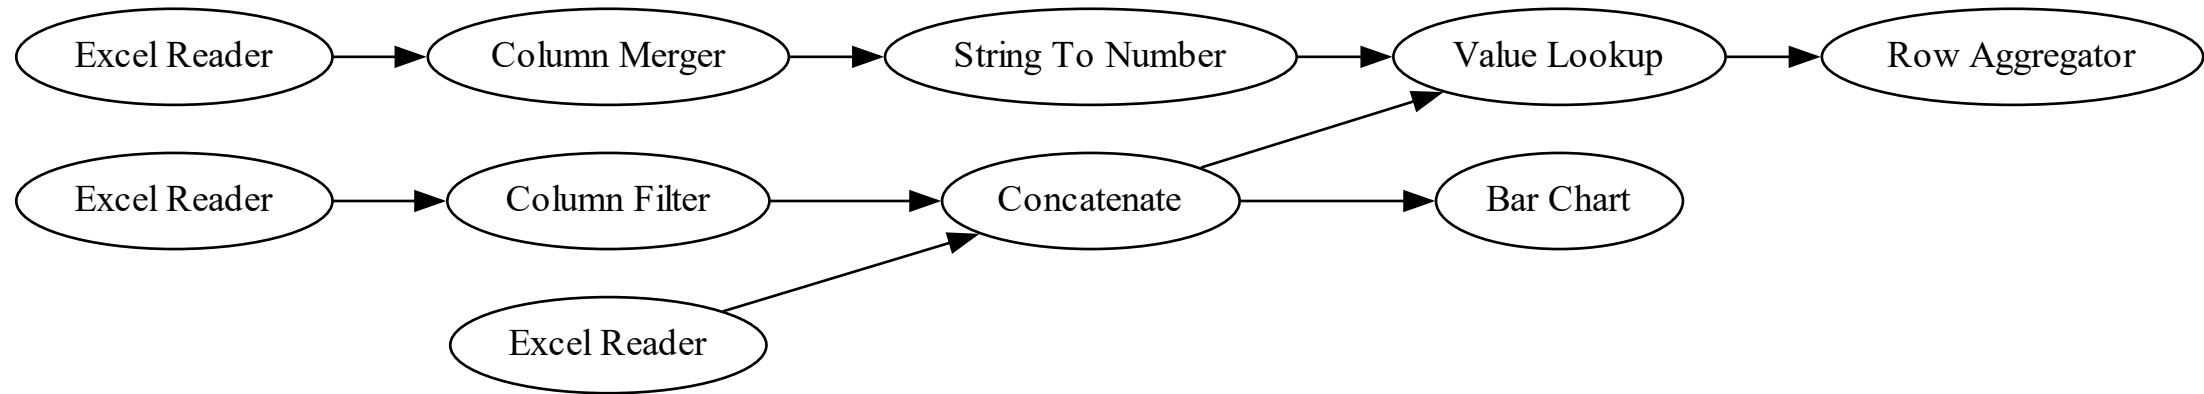 Excel Reader
Column Merger
String To Number
Value Lookup
Row Aggregator
Excel Reader
Column Filter
Concatenate
Bar Chart
Excel Reader